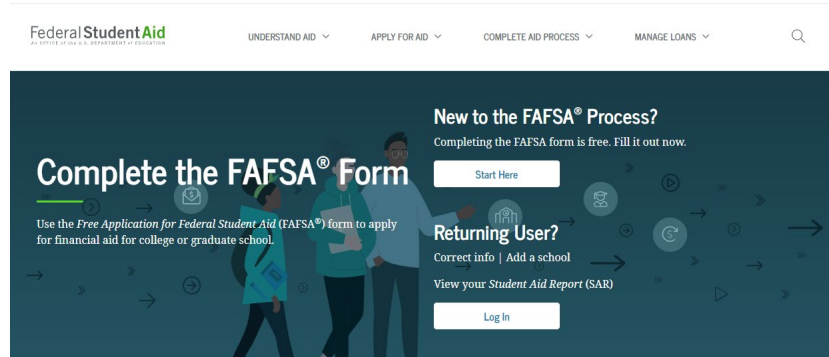 Federal Student Aid
An OFFICE of the U.S. DEPARTMENT of EDUCATION
UNDERSTAND AID
APPLY FOR AID
COMPLETE AID PROCESS
MANAGE LOANS
Complete the FAFSA® Form
Use the Free Application for Federal Student Aid (FAFSA®) form to apply
for financial aid for college or graduate school.
New to the FAFSA® Process?
Completing the FAFSA form is free. Fill it out now.
Start Here
Returning User?
Correct info | Add a school
View your Student Aid Report (SAR)
Log In